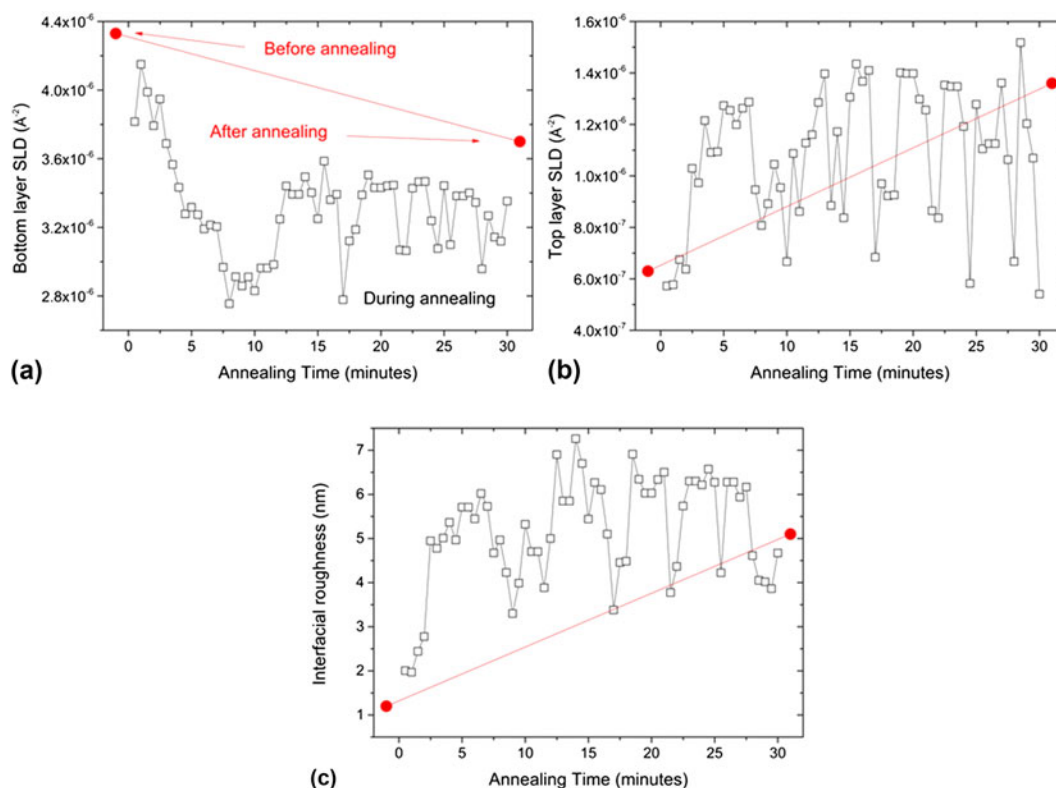 4.4x10⁻⁶
4.0x10⁻⁶
3.6x10⁻⁶
3.2x10⁻⁶
2.8x10⁻⁶
Bottom layer SLD (A⁻²)
Before annealing
After annealing
During annealing
0 5 10 15 20 25 30
Annealing Time (minutes)
(a)
1.6x10⁻⁶
1.4x10⁻⁶
1.2x10⁻⁶
1.0x10⁻⁶
8.0x10⁻⁷
6.0x10⁻⁷
4.0x10⁻⁷
Top layer SLD (A⁻²)
0 5 10 15 20 25 30
Annealing Time (minutes)
(b)
7
6
5
4
3
2
1
Interfacial roughness (nm)
0 5 10 15 20 25 30
Annealing Time (minutes)
(c)